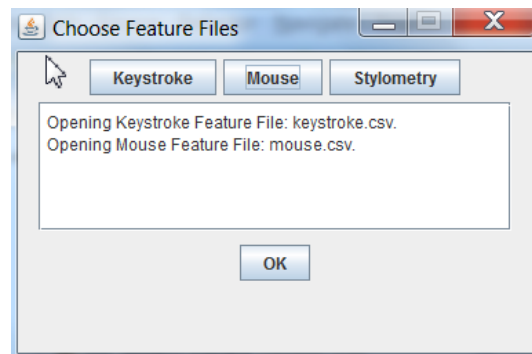 Choose Feature Files
Keystroke Mouse Stylometry
Opening Keystroke Feature File: keystroke.csv.
Opening Mouse Feature File: mouse.csv.
OK